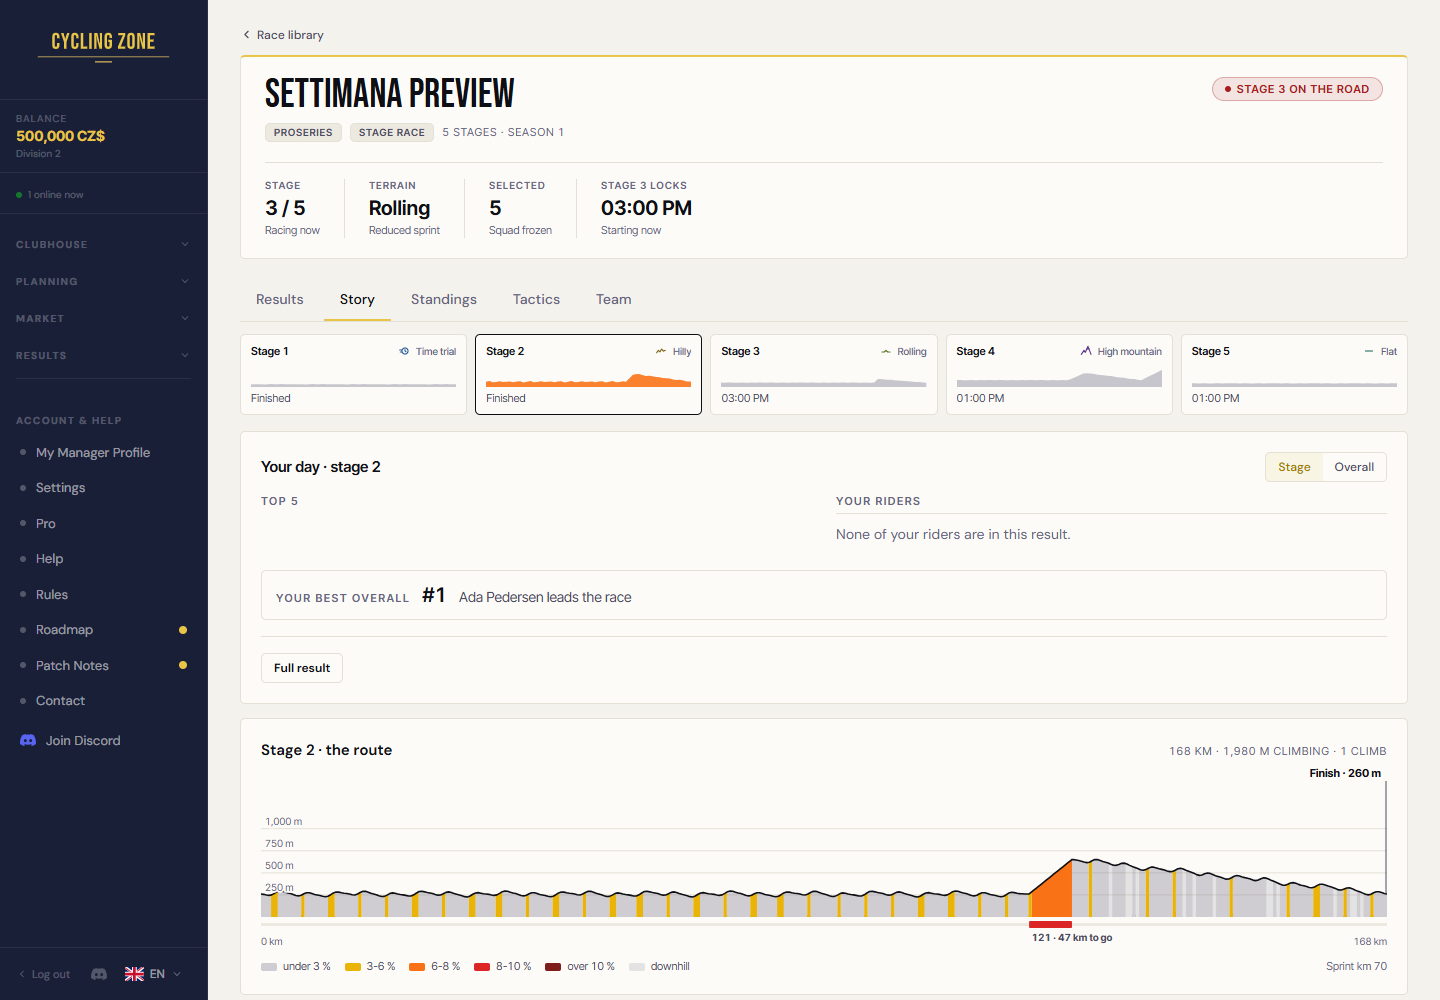 CYCLING ZONE
BALANCE
500,000 CZ$
Division 2
1 online now
CLUBHOUSE
PLANNING
MARKET
RESULTS
ACCOUNT & HELP
My Manager Profile
Settings
Pro
Help
Rules
Roadmap
Patch Notes
Contact
Join Discord
Log out
EN
Race library
SETTIMANA PREVIEW
STAGE 3 ON THE ROAD
PROSERIES STAGE RACE 5 STAGES · SEASON 1
STAGE
3 / 5
Racing now
TERRAIN
Rolling
Reduced sprint
SELECTED
5
Squad frozen
STAGE 3 LOCKS
03:00 PM
Starting now
Results Story Standings Tactics Team
Stage 1 Time trial
Finished
Stage 2 Hilly
Finished
Stage 3 Rolling
03:00 PM
Stage 4 High mountain
01:00 PM
Stage 5 Flat
01:00 PM
Your day · stage 2
Stage Overall
TOP 5
YOUR RIDERS
None of your riders are in this result.
YOUR BEST OVERALL #1 Ada Pedersen leads the race
Full result
Stage 2 · the route
168 KM · 1,980 M CLIMBING · 1 CLIMB
Finish · 260 m
1,000 m
750 m
500 m
250 m
121 · 47 km to go
0 km
168 km
under 3 % 3-6 % 6-8 % 8-10 % over 10 % downhill
Sprint km 70